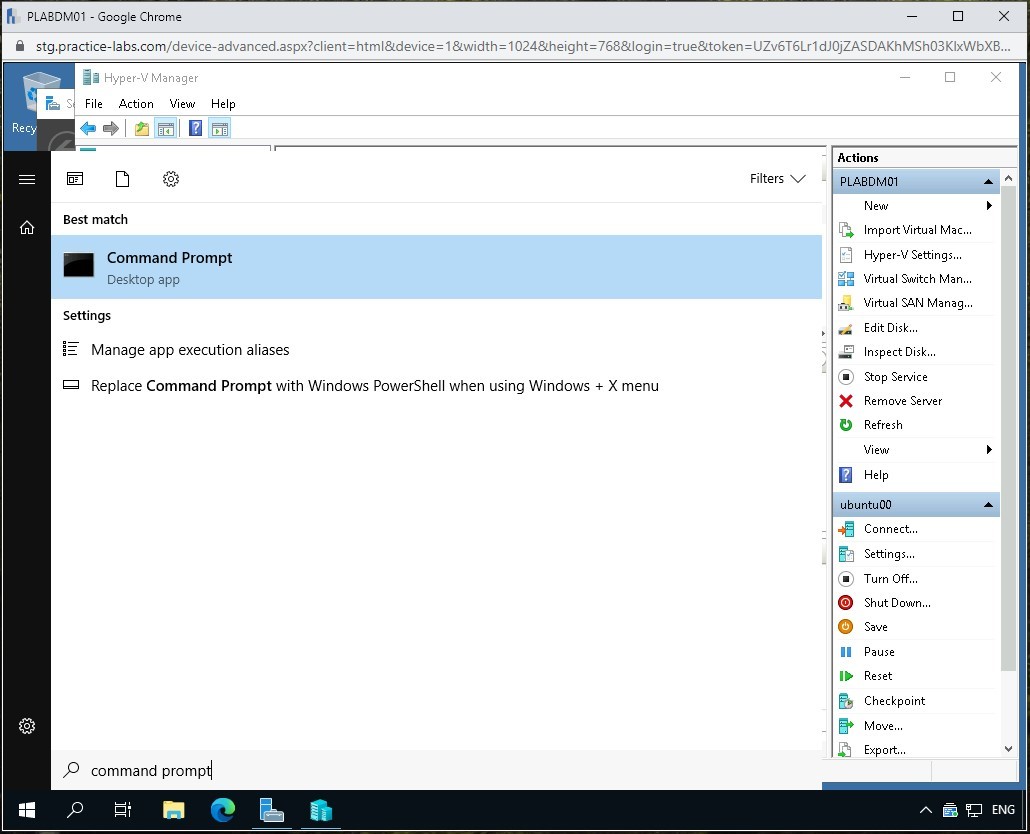 PLABDM01 - Google Chrome
stg.practice-labs.com/device-advanced.aspx?client=html&device=1&width=1024&height=768&login=true&token=UZv6T6Lr1dJ0jZASDAKhMSh03KlxWbXB...
Hyper-V Manager
File Action View Help
Recy
Actions
PLABDM01
New
Import Virtual Mac...
Hyper-V Settings...
Virtual Switch Man...
Virtual SAN Manag...
Edit Disk...
Inspect Disk...
Stop Service
Remove Server
Refresh
View
Help
ubuntu00
Connect...
Settings...
Turn Off...
Shut Down...
Save
Pause
Reset
Checkpoint
Move...
Export...
Filters
Best match
Command Prompt
Desktop app
Settings
Manage app execution aliases
Replace Command Prompt with Windows PowerShell when using Windows + X menu
command prompt
ENG